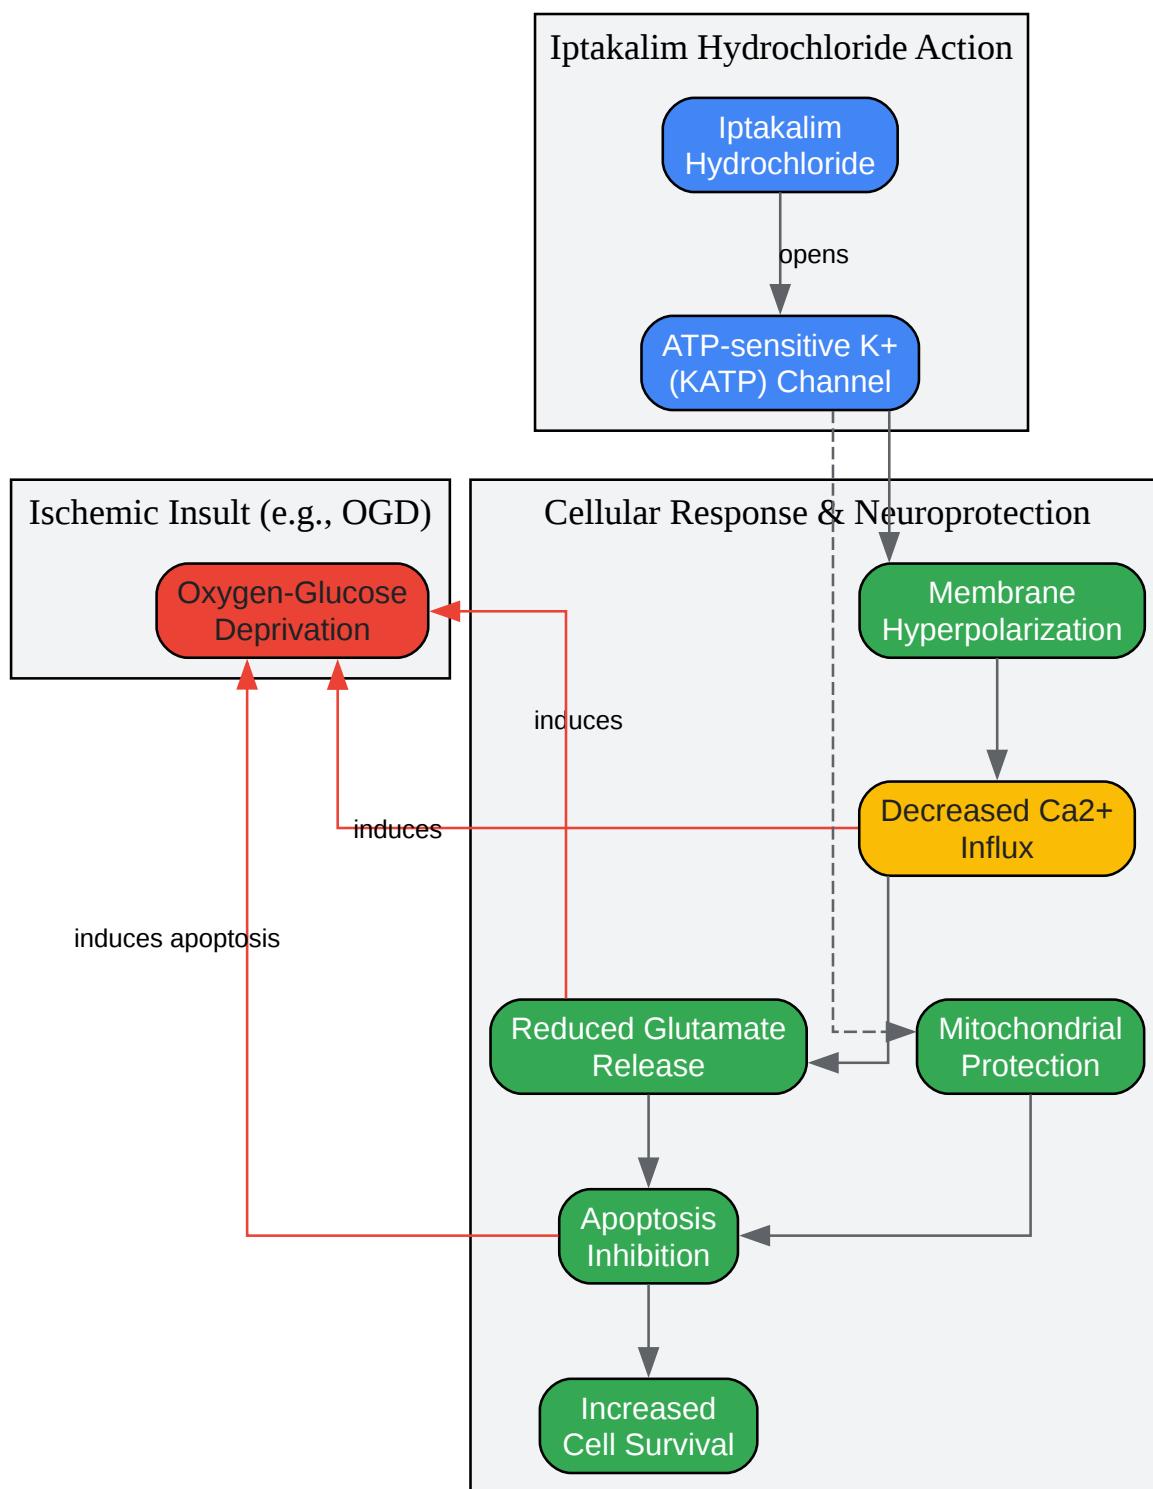 Iptakalim Hydrochloride Action
Iptakalim
Hydrochloride
opens
ATP-sensitive K+
(KATP) Channel
Ischemic Insult (e.g., OGD)
Cellular Response & Neuroprotection
Oxygen-Glucose
Deprivation
Membrane
Hyperpolarization
induces
Decreased Ca2+
Influx
induces
induces apoptosis
Reduced Glutamate
Release
Mitochondrial
Protection
Apoptosis
Inhibition
Increased
Cell Survival